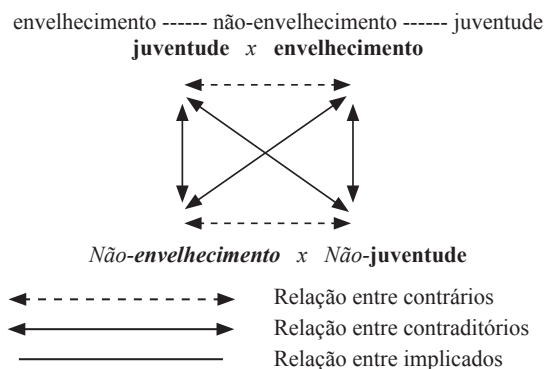 envelhecimento ------ não-envelhecimento ------ juventude
juventude x envelhecimento
Não-envelhecimento x Não-juventude
Relação entre contrários
Relação entre contraditórios
Relação entre implicados